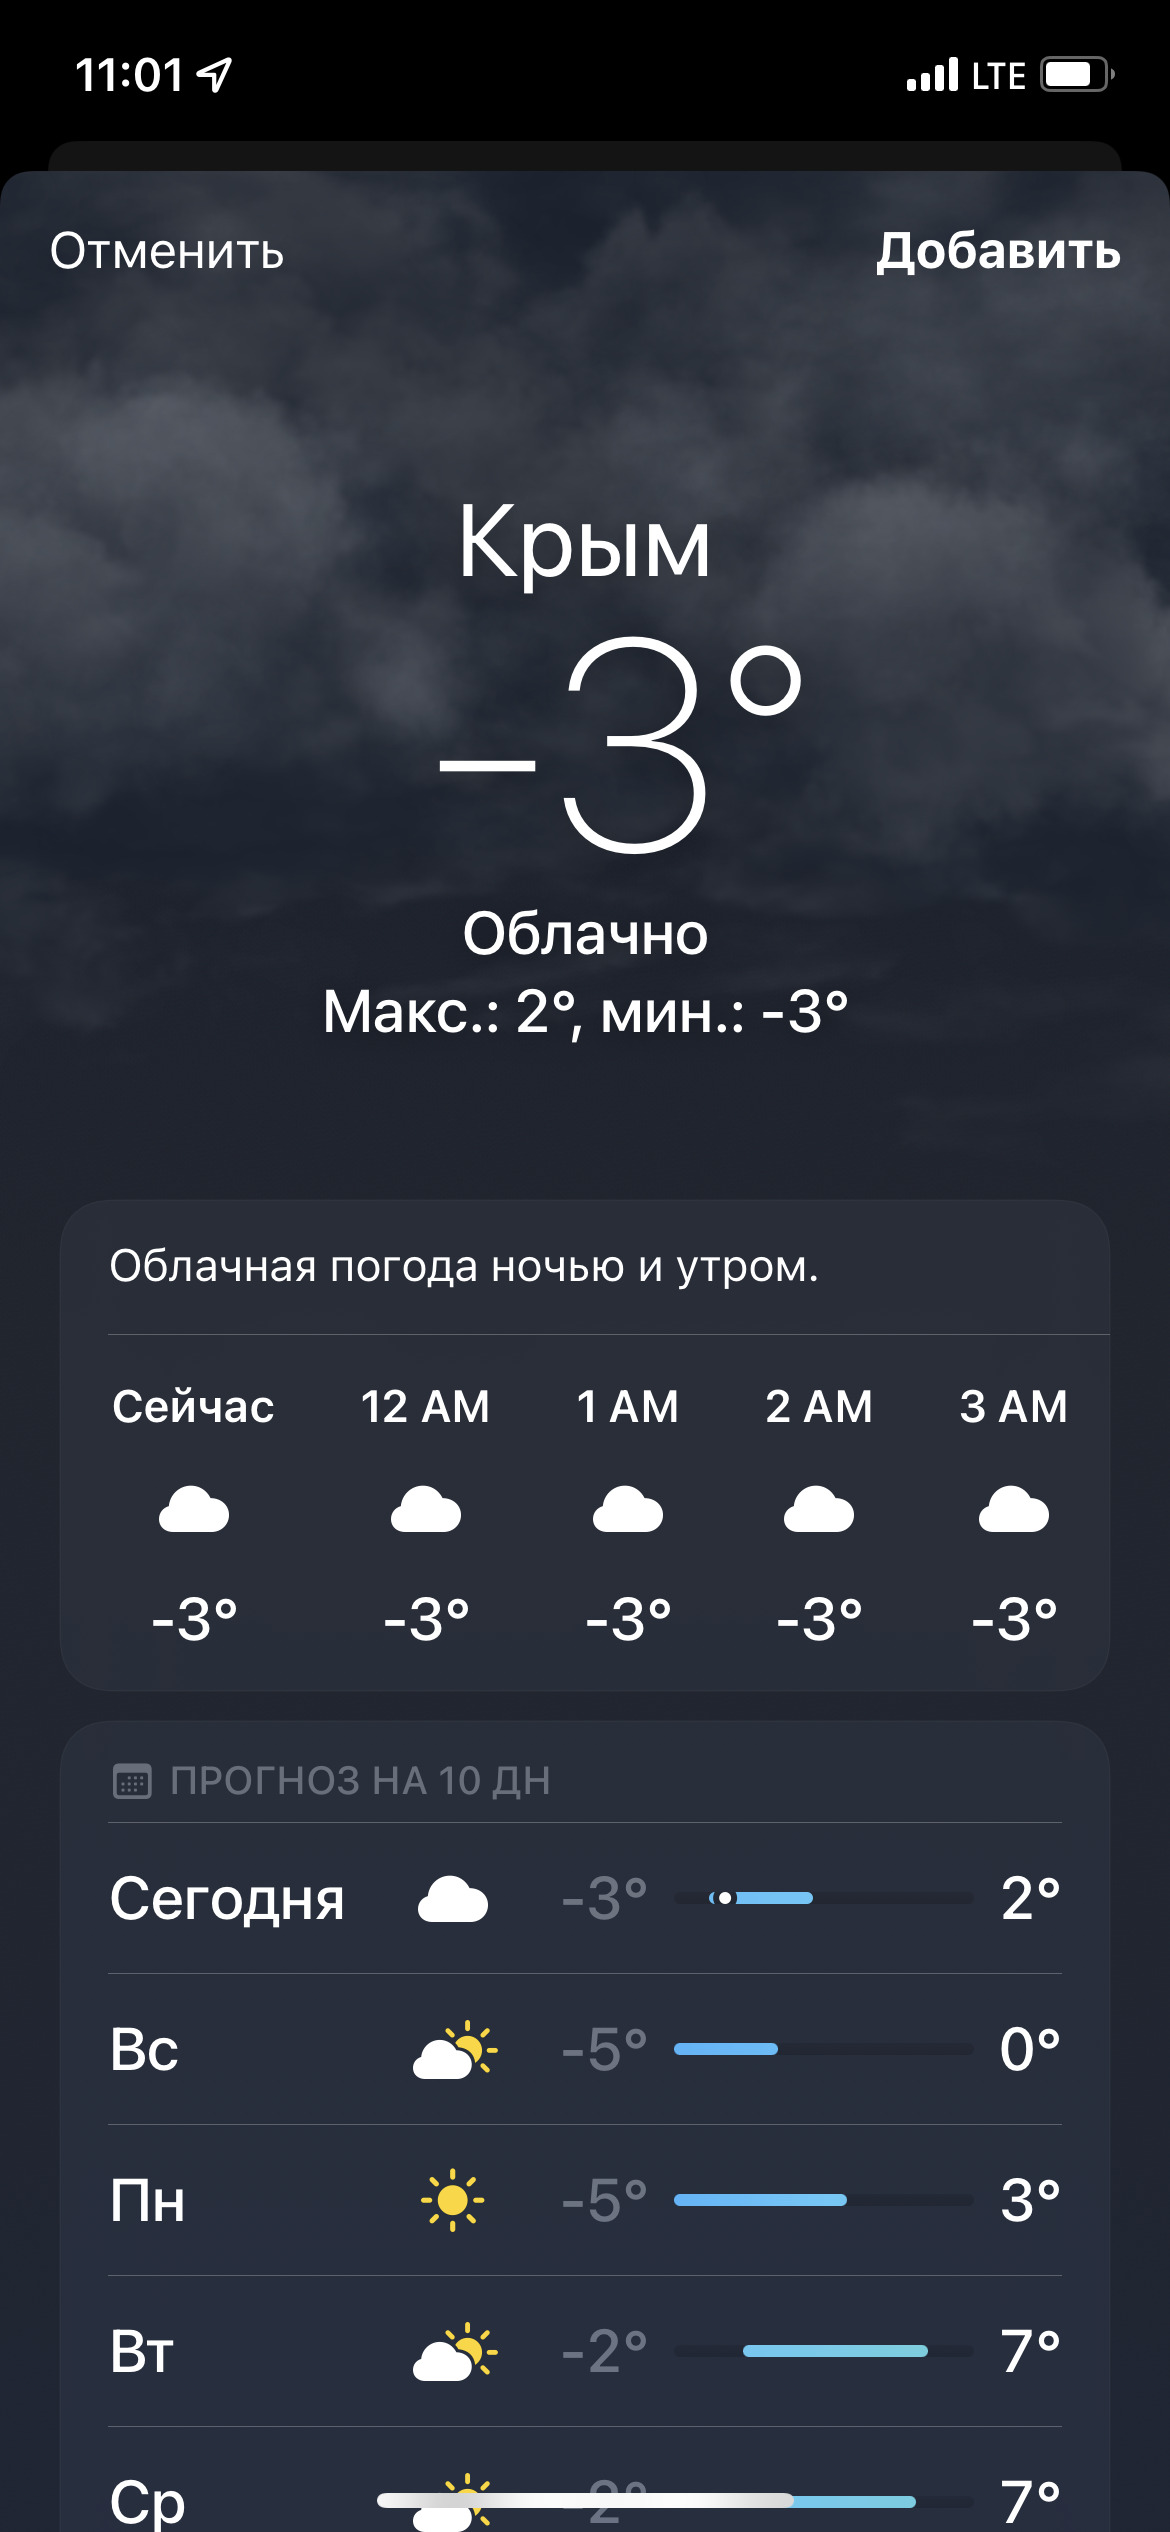 11:01 LTE
Отменить Добавить
Крым
-3°
Облачно
Макс.: 2°, мин.: -3°
Облачная погода ночью и утром.
Сейчас 12 AM 1 AM 2 AM 3 AM
-3° -3° -3° -3° -3°
ПРОГНОЗ НА 10 ДН
Сегодня -3° 2°
Вс -5° 0°
Пн -5° 3°
Вт -2° 7°
Ср -2° 7°